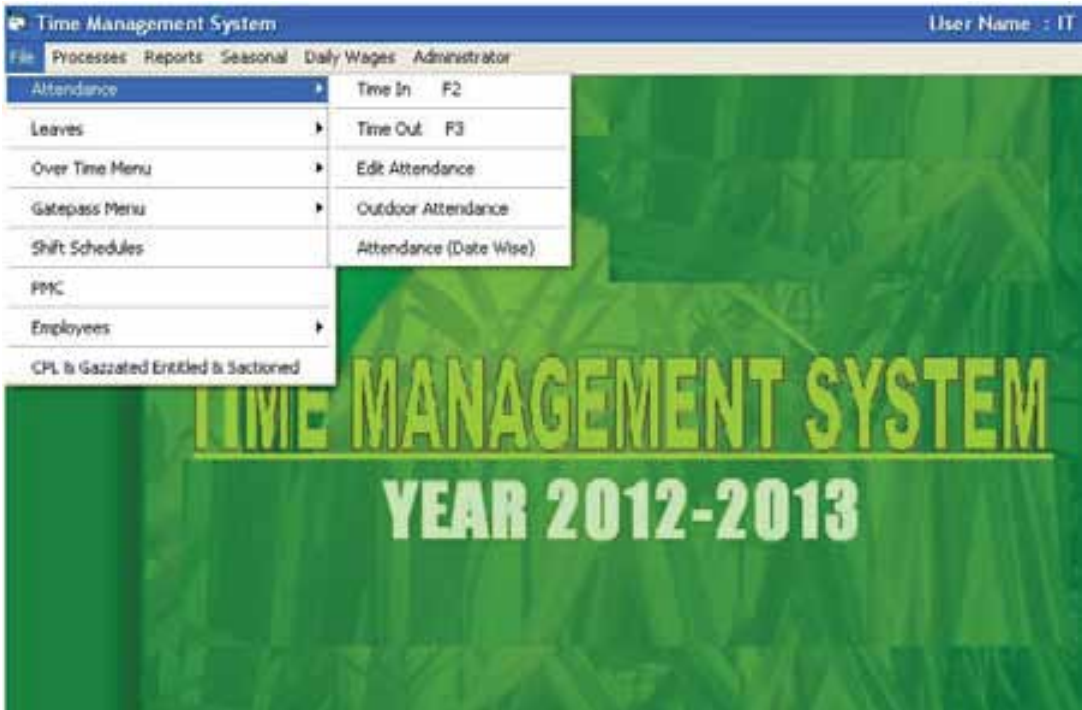 Time Management System User Name : IT
File Processes Reports Seasonal Daily Wages Administrator
Attendance
Leaves
Over Time Menu
Gatepass Menu
Shift Schedules
PMC
Employees
CPL & Gazzated Entitled & Sactioned
Time In F2
Time Out F3
Edit Attendance
Outdoor Attendance
Attendance (Date Wise)
TIME MANAGEMENT SYSTEM
YEAR 2012-2013